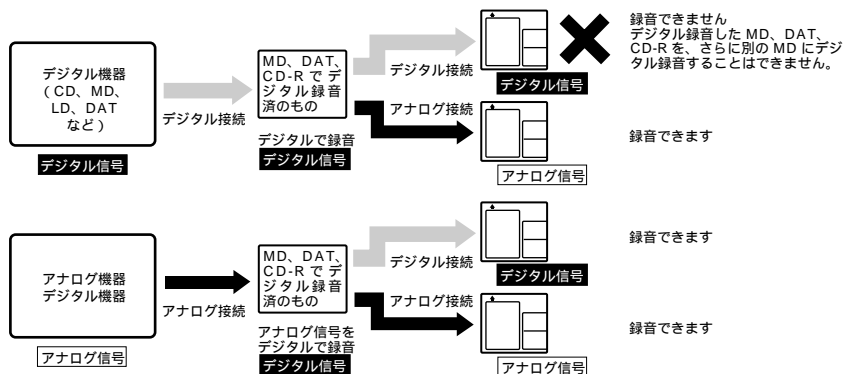 デジタル機器
( CD、MD、
LD、DAT
など )
デジタル信号
デジタル接続
MD、DAT、
CD-R で デ
ジタル 録 音
済のもの
デジタルで録音
デジタル信号
デジタル接続
デジタル信号
録音できません
デジタル録音した MD、DAT、
CD-R を、さらに別の MD にデジ
タル録音することはできません。
アナログ接続
アナログ信号
録音できます
アナログ機器
デジタル機器
アナログ信号
アナログ接続
MD、DAT、
CD-R で デ
ジタル 録 音
済のもの
アナログ信号を
デジタルで録音
デジタル信号
デジタル接続
デジタル信号
録音できます
アナログ接続
アナログ信号
録音できます